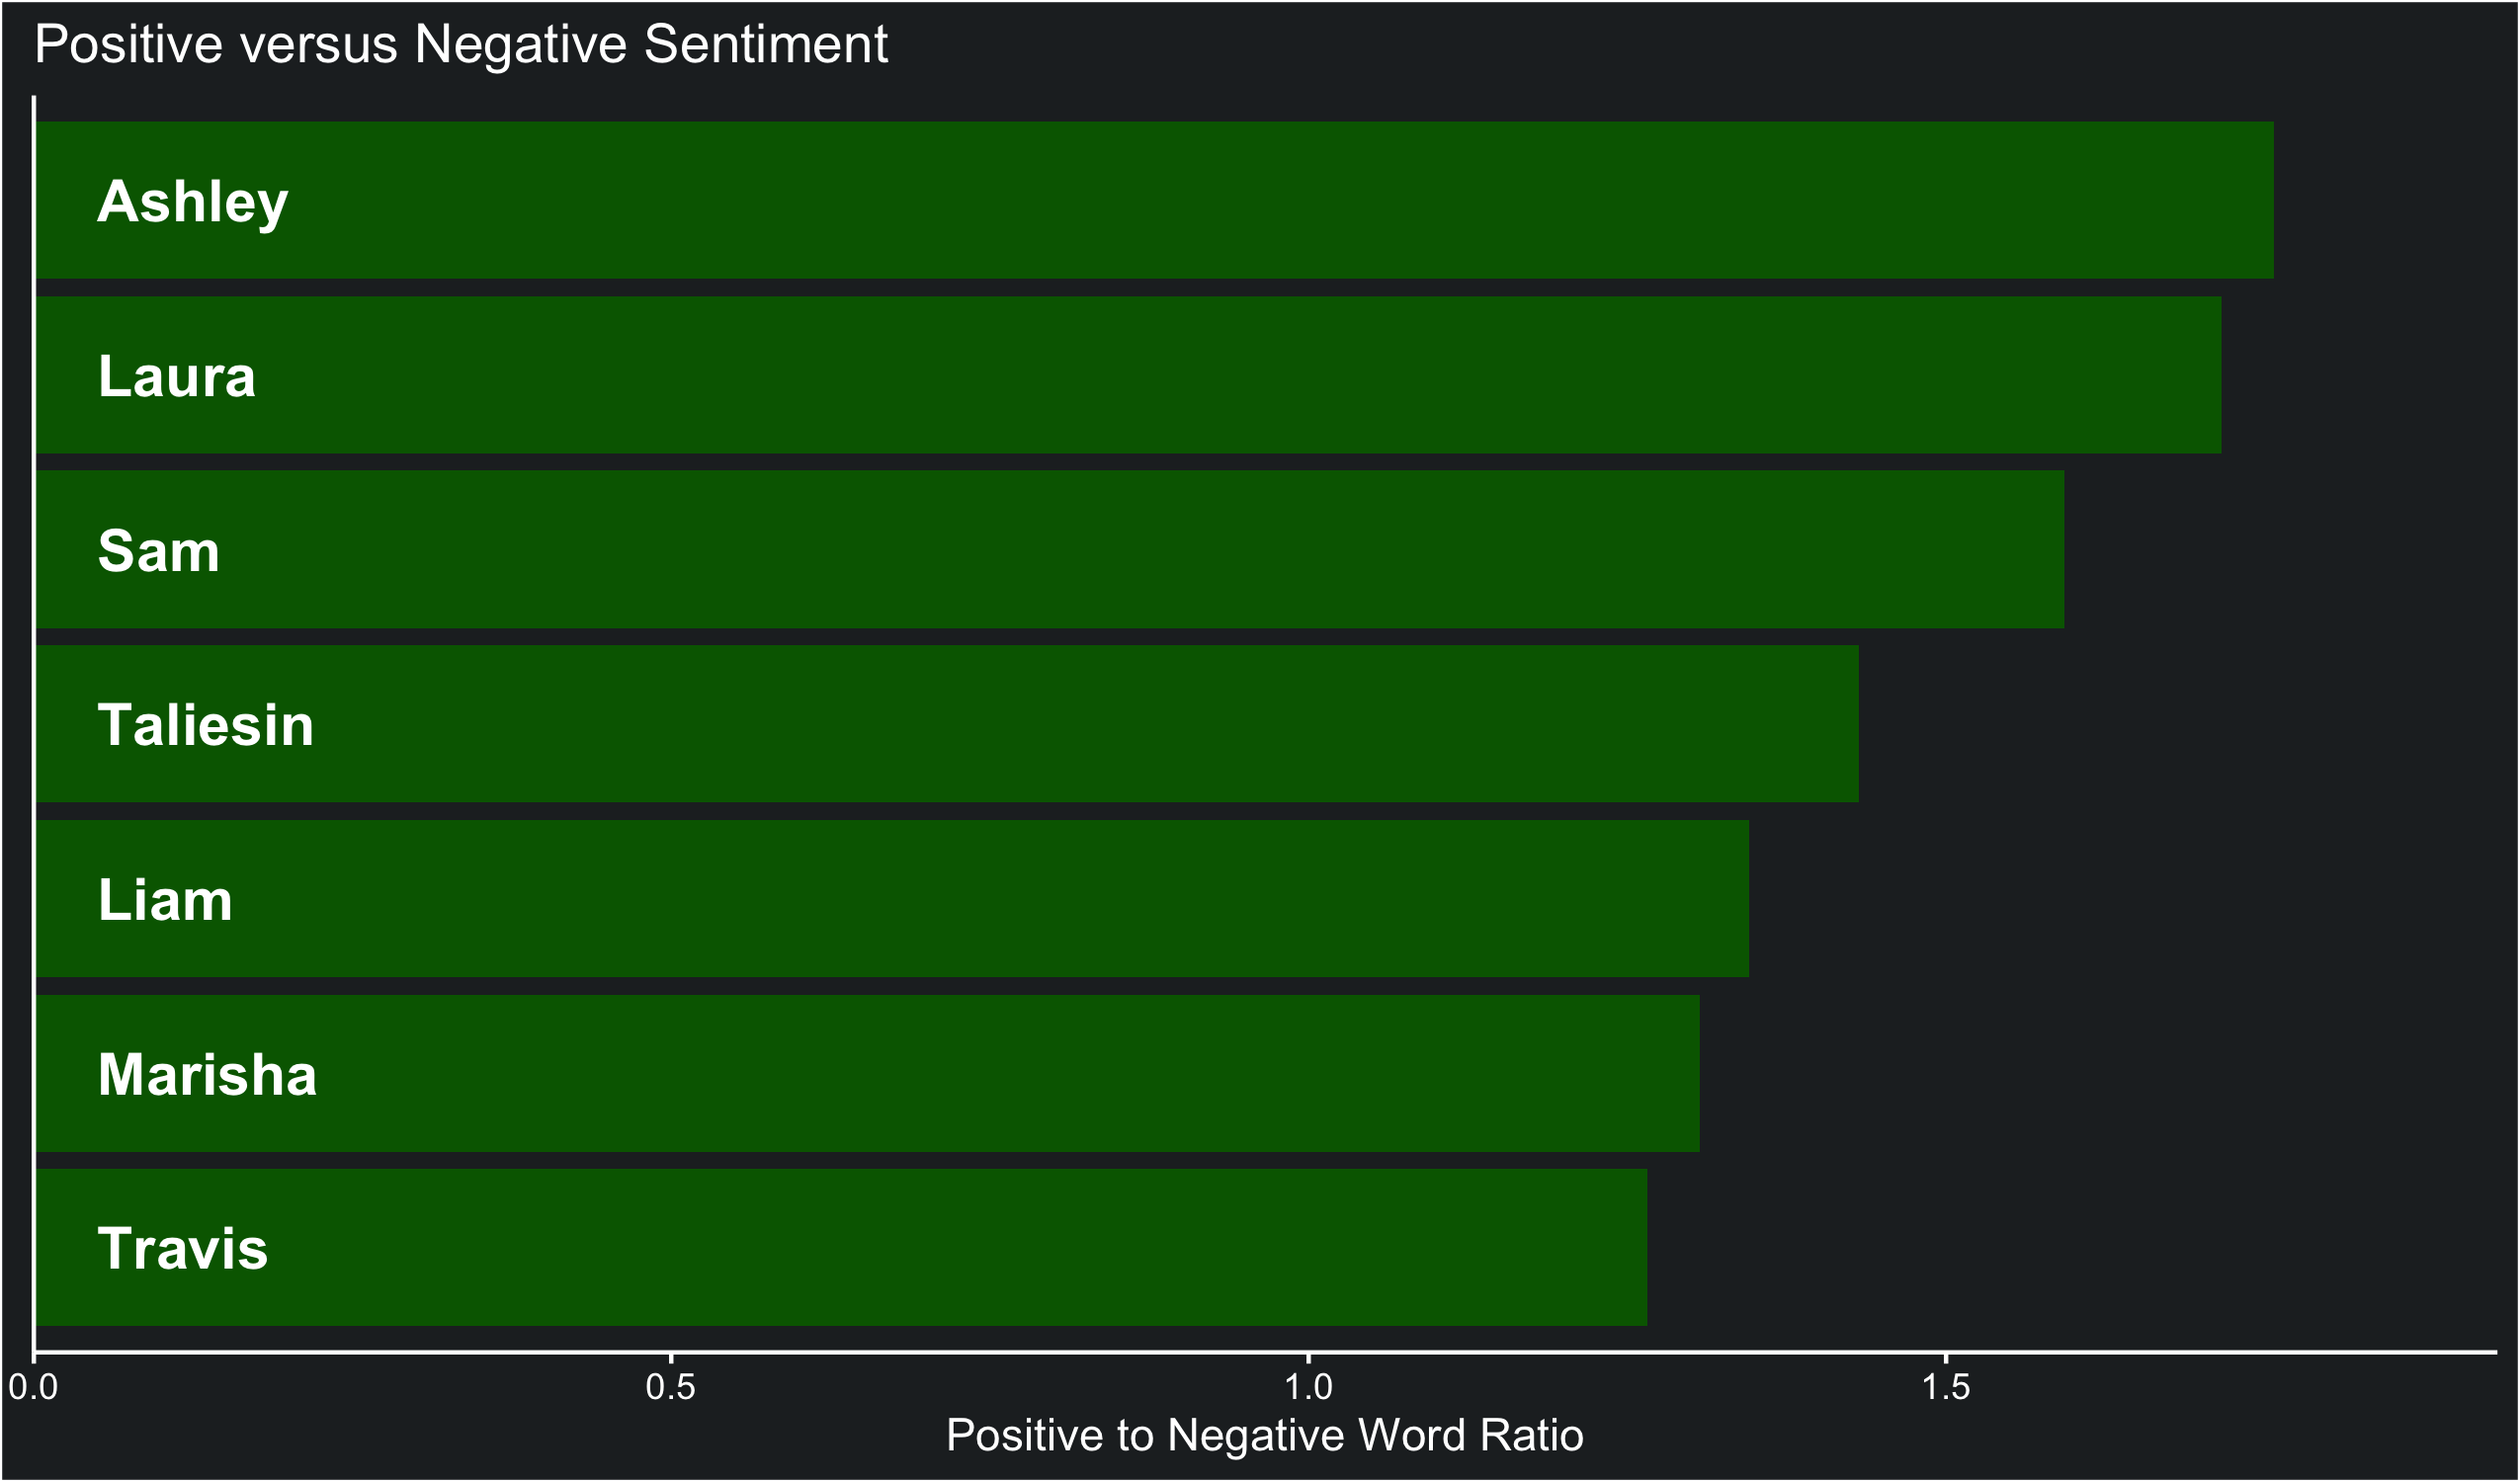 Positive versus Negative Sentiment
Ashley
Laura
Sam
Taliesin
Liam
Marisha
Travis
0.0 0.5 1.0 1.5
Positive to Negative Word Ratio